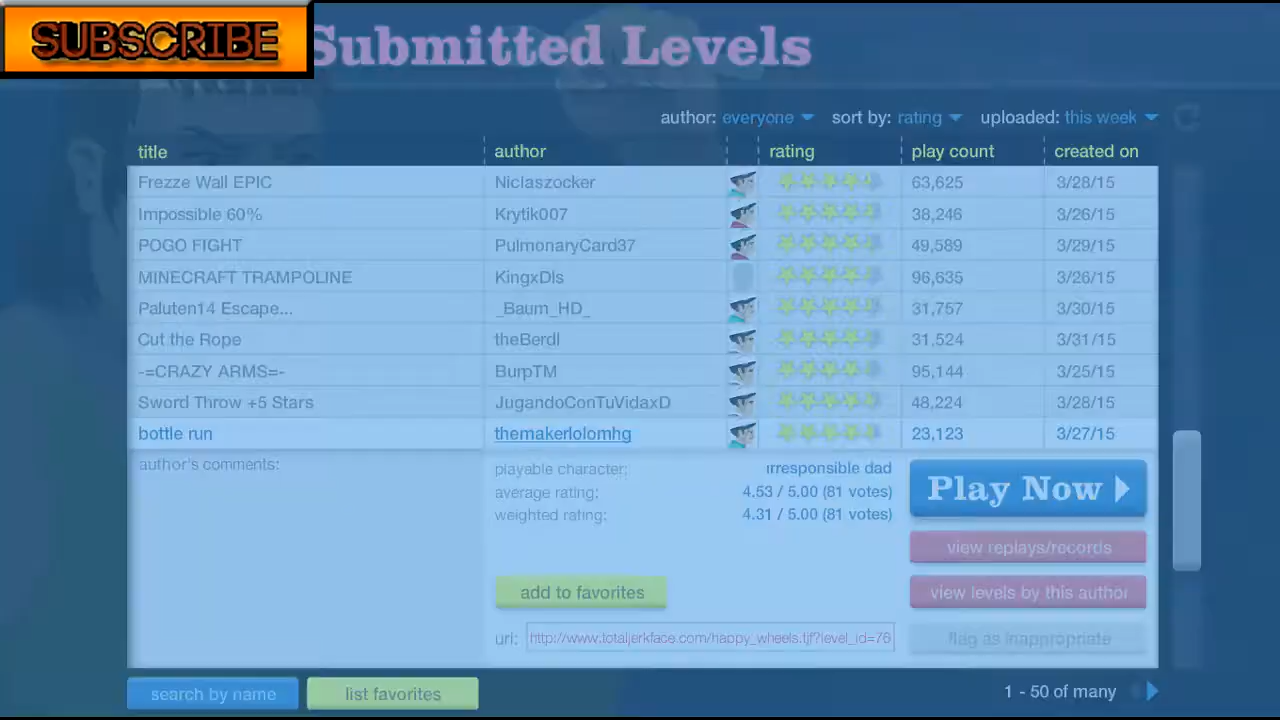 SUBSCRIBE
Submitted Levels
author: everyone sort by: rating uploaded: this week
title author rating play count created on
Frezze Wall EPIC Niclaszocker 63,625 3/28/15
Impossible 60% Krytik007 38,246 3/26/15
POGO FIGHT PulmonaryCard37 49,589 3/29/15
MINECRAFT TRAMPOLINE KingxDls 96,635 3/26/15
Paluten14 Escape... _Baum_HD_ 31,757 3/30/15
Cut the Rope theBerdl 31,524 3/31/15
-=CRAZY ARMS=- BurpTM 95,144 3/25/15
Sword Throw +5 Stars JugandoConTuVidaxD 48,224 3/28/15
bottle run themakerlolomhg 23,123 3/27/15
author's comments:
playable character: irresponsible dad
average rating: 4.53 / 5.00 (81 votes)
weighted rating: 4.31 / 5.00 (81 votes)
Play Now
view replays/records
add to favorites
view levels by this author
url: http://www.totaljerkface.com/happy_wheels.tjf?level_id=76
flag as inappropriate
search by name list favorites
1 - 50 of many